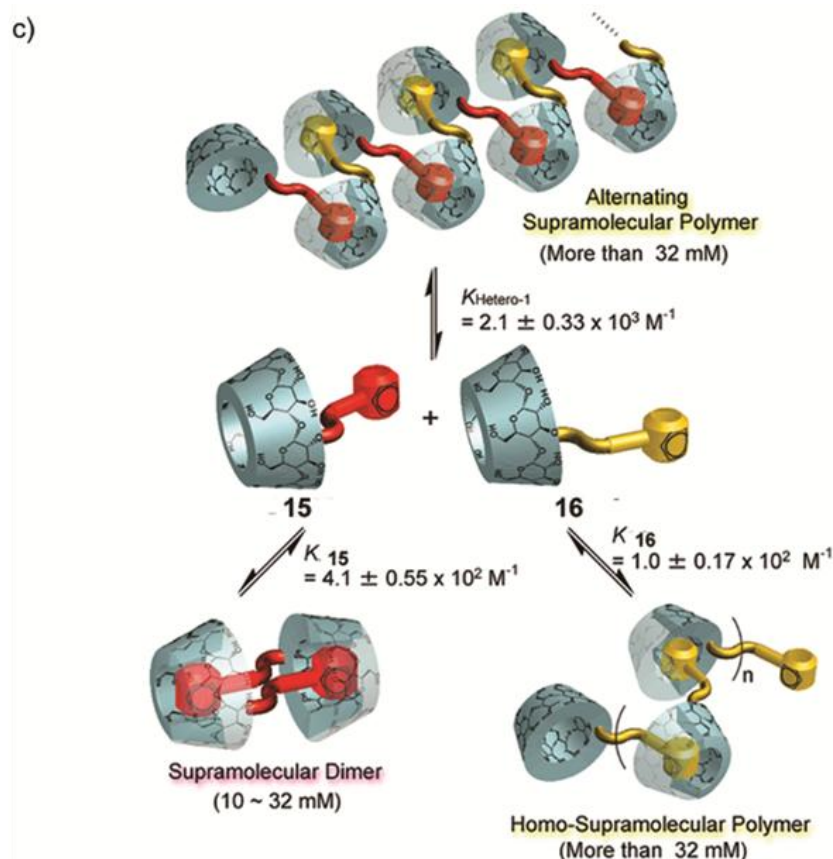 c)
Alternating
Supramolecular Polymer
(More than 32 mM)
KHetero-1
= 2.1 ± 0.33 x 10³ M⁻¹
+
15
16
K 15
= 4.1 ± 0.55 x 10² M⁻¹
K 16
= 1.0 ± 0.17 x 10² M⁻¹
n
Supramolecular Dimer
(10 ~ 32 mM)
Homo-Supramolecular Polymer
(More than 32 mM)